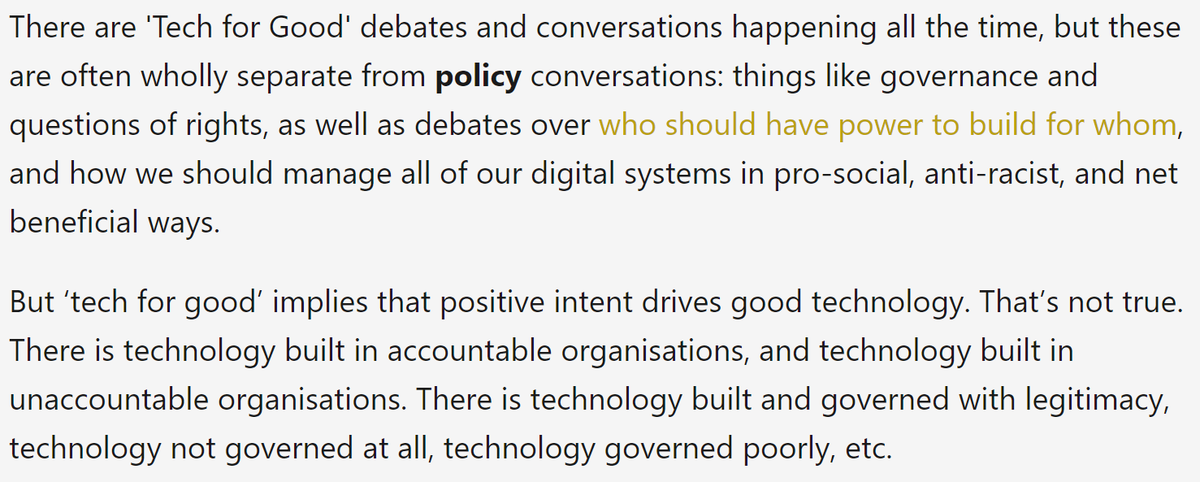 There are 'Tech for Good' debates and conversations happening all the time, but these
are often wholly separate from policy conversations: things like governance and
questions of rights, as well as debates over who should have power to build for whom,
and how we should manage all of our digital systems in pro-social, anti-racist, and net
beneficial ways.
But ‘tech for good’ implies that positive intent drives good technology. That’s not true.
There is technology built in accountable organisations, and technology built in
unaccountable organisations. There is technology built and governed with legitimacy,
technology not governed at all, technology governed poorly, etc.